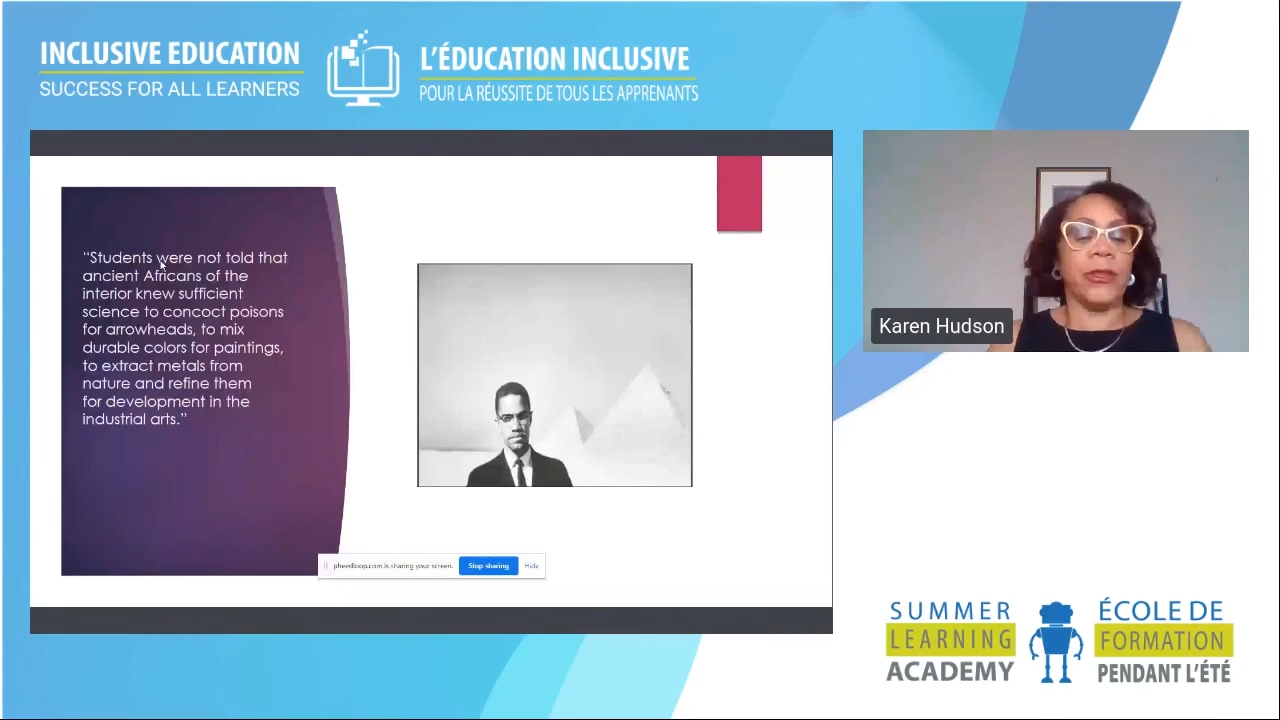 INCLUSIVE EDUCATION
SUCCESS FOR ALL LEARNERS
L'ÉDUCATION INCLUSIVE
POUR LA RÉUSSITE DE TOUS LES APPRENANTS
“Students were not told that
ancient Africans of the
interior knew sufficient
science to concoct poisons
for arrowheads, to mix
durable colors for paintings,
to extract metals from
nature and refine them
for development in the
industrial arts.”
pheedloop.com is sharing your screen.
Stop sharing
Hide
Karen Hudson
SUMMER
LEARNING
ACADEMY
ÉCOLE DE
FORMATION
PENDANT L'ÉTÉ